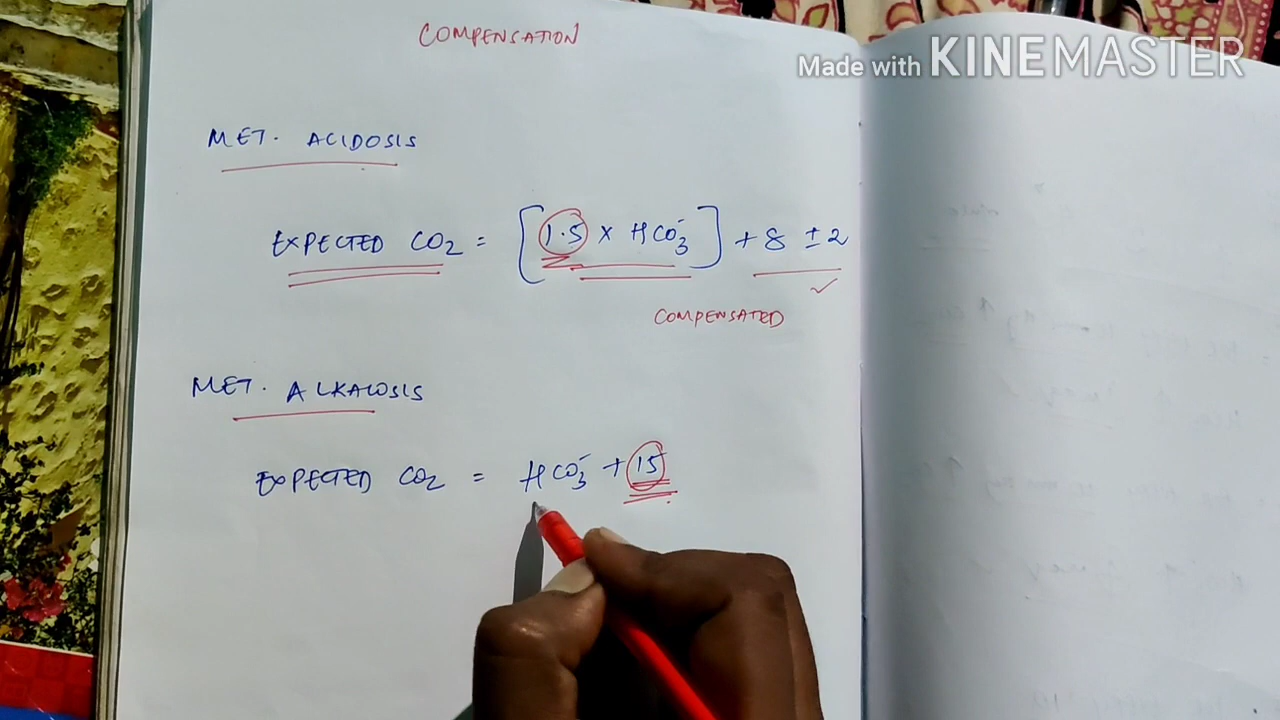 COMPENSATION
Made with KINEMASTER
MET. ACIDOSIS
EXPECTED CO2 = [1.5 x HCO3-] + 8 ± 2
COMPENSATED
MET. ALKALOSIS
EXPECTED CO2 = HCO3- + 15